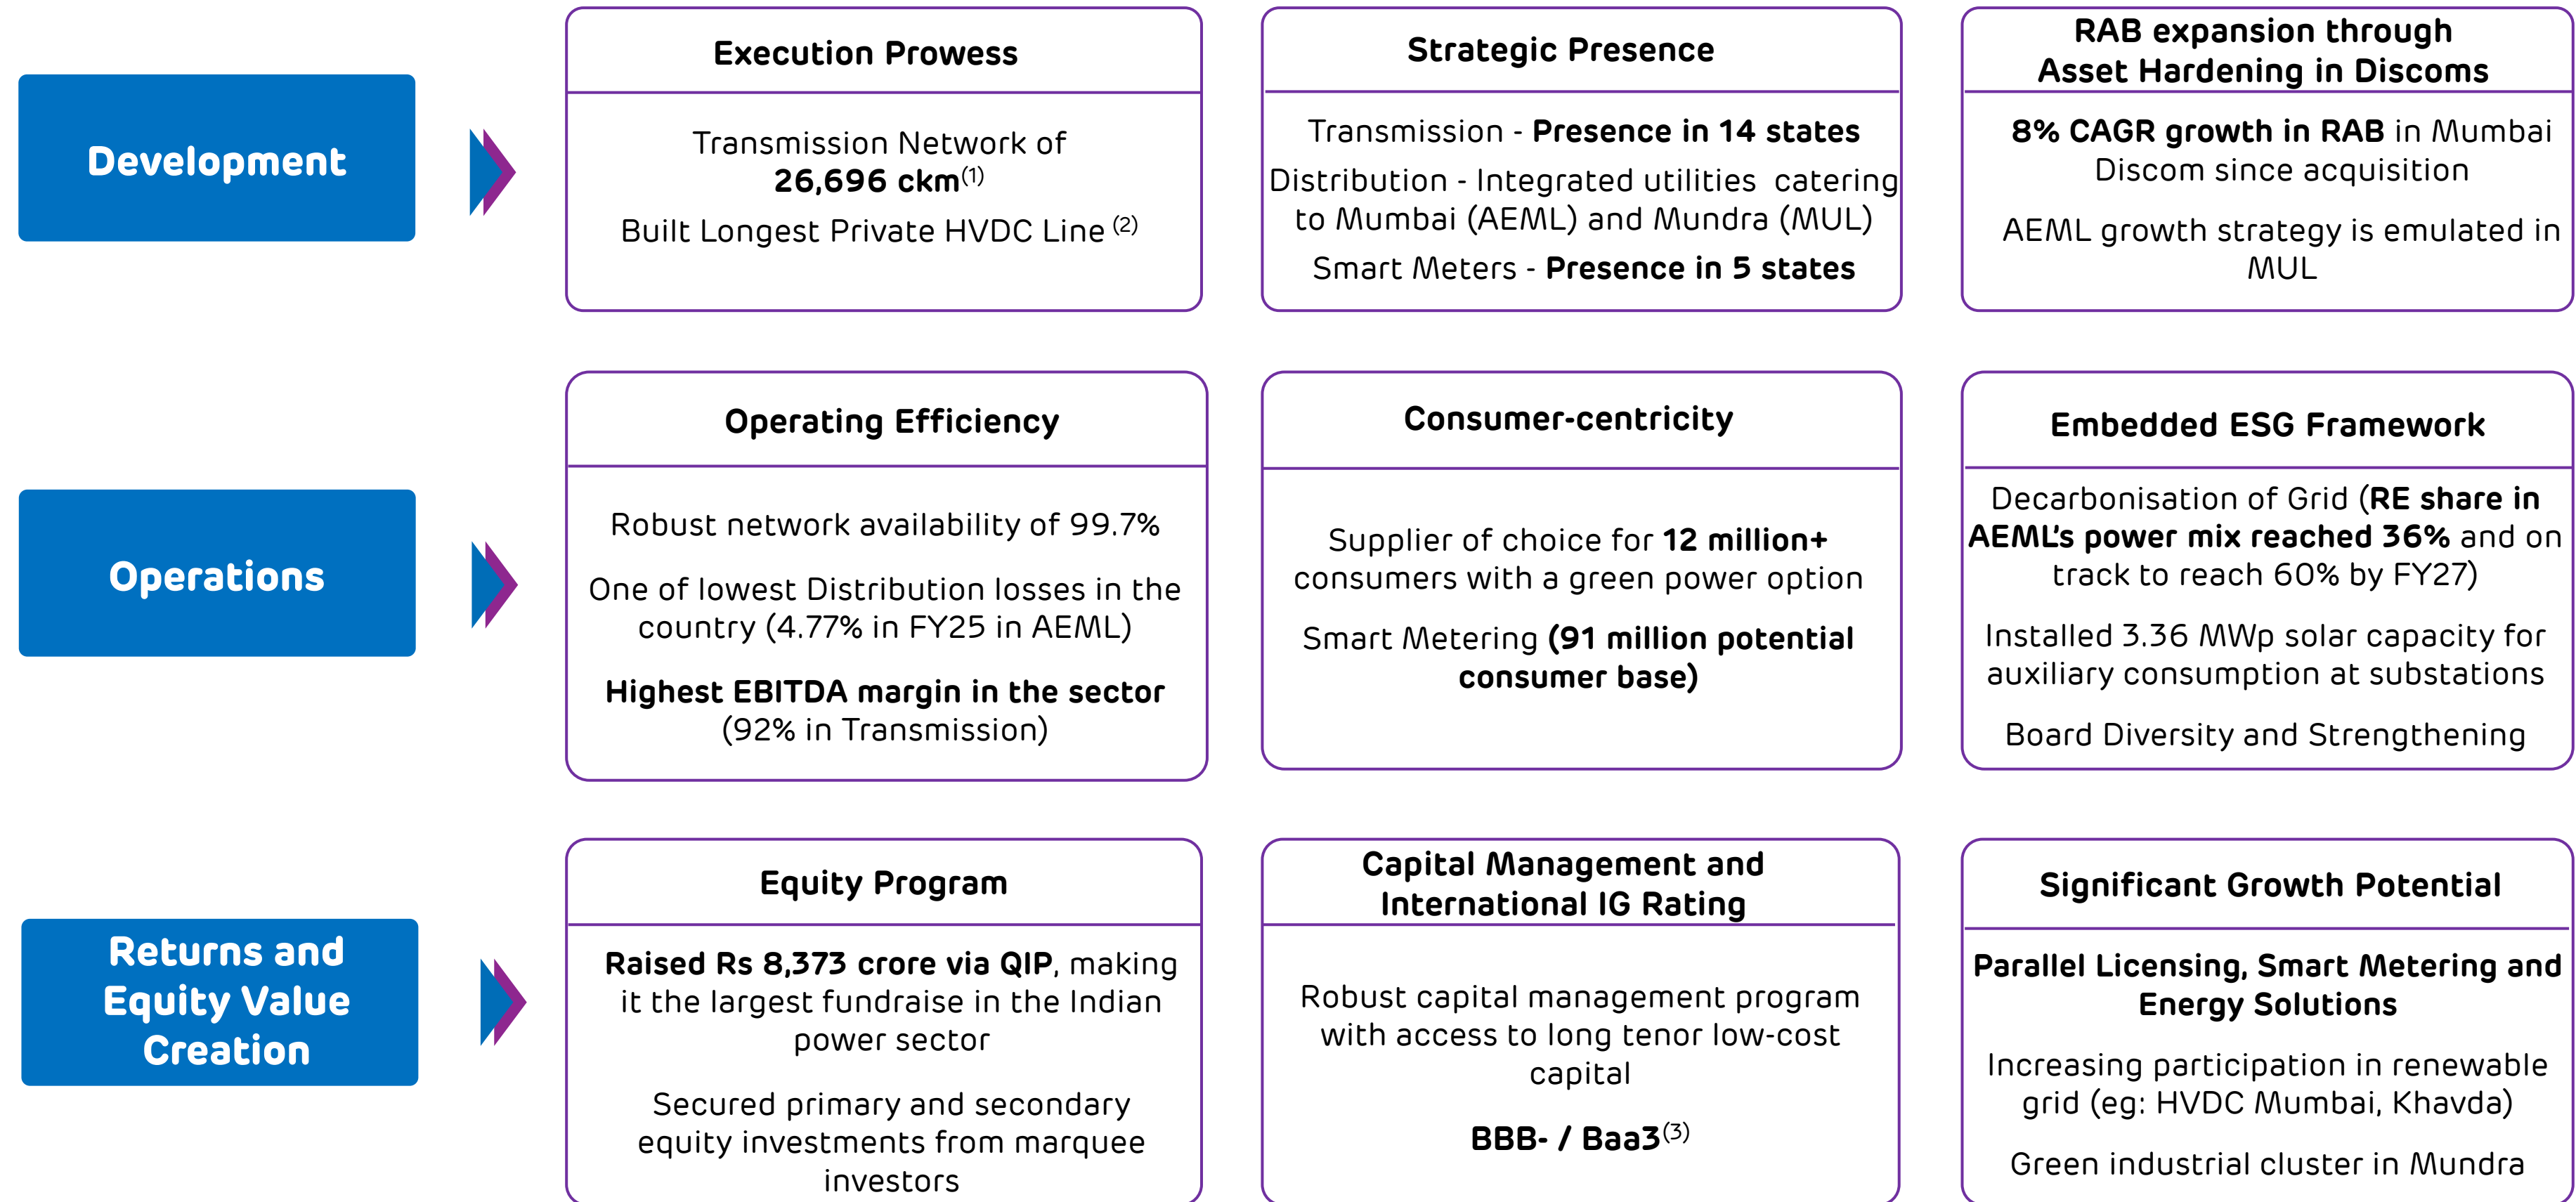 Development
Execution Prowess
Transmission Network of
26,696 ckm(1)
Built Longest Private HVDC Line (2)
Strategic Presence
Transmission - Presence in 14 states
Distribution - Integrated utilities catering
to Mumbai (AEML) and Mundra (MUL)
Smart Meters - Presence in 5 states
RAB expansion through
Asset Hardening in Discoms
8% CAGR growth in RAB in Mumbai
Discom since acquisition
AEML growth strategy is emulated in
MUL
Operations
Operating Efficiency
Robust network availability of 99.7%
One of lowest Distribution losses in the
country (4.77% in FY25 in AEML)
Highest EBITDA margin in the sector
(92% in Transmission)
Consumer-centricity
Supplier of choice for 12 million+
consumers with a green power option
Smart Metering (91 million potential
consumer base)
Embedded ESG Framework
Decarbonisation of Grid (RE share in
AEML's power mix reached 36% and on
track to reach 60% by FY27)
Installed 3.36 MWp solar capacity for
auxiliary consumption at substations
Board Diversity and Strengthening
Returns and
Equity Value
Creation
Equity Program
Raised Rs 8,373 crore via QIP, making
it the largest fundraise in the Indian
power sector
Secured primary and secondary
equity investments from marquee
investors
Capital Management and
International IG Rating
Robust capital management program
with access to long tenor low-cost
capital
BBB- / Baa3(3)
Significant Growth Potential
Parallel Licensing, Smart Metering and
Energy Solutions
Increasing participation in renewable
grid (eg: HVDC Mumbai, Khavda)
Green industrial cluster in Mundra